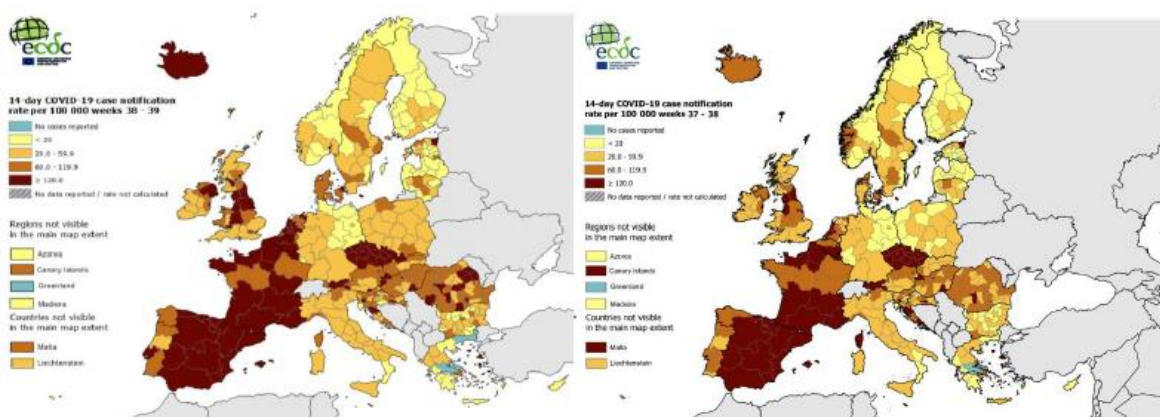 ecdc
14-day COVID-19 case notification
rate per 100 000 weeks 38 - 39
No cases reported
< 20
20.0 - 59.9
60.0 - 119.9
≥ 120.0
No data reported / rate not calculated
Regions not visible
in the main map extent
Azores
Canary Islands
Greenland
Madeira
Countries not visible
in the main map extent
Malta
Liechtenstein
ecdc
14-day COVID-19 case notification
rate per 100 000 weeks 37 - 38
No cases reported
< 20
20.0 - 59.9
60.0 - 119.9
≥ 120.0
No data reported / rate not calculated
Regions not visible
in the main map extent
Azores
Canary Islands
Greenland
Madeira
Countries not visible
in the main map extent
Malta
Liechtenstein